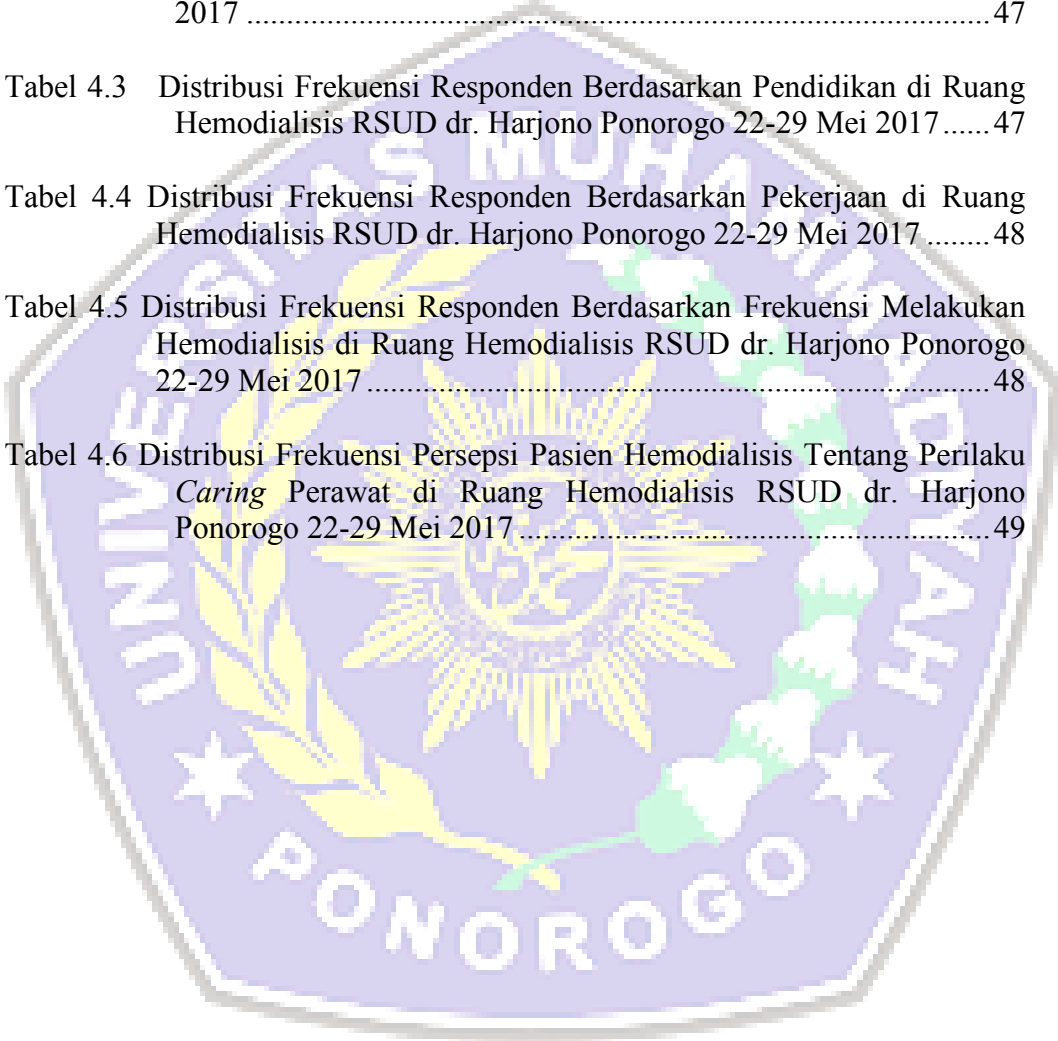 2017 ........................................................................................ 47
Tabel 4.3 Distribusi Frekuensi Responden Berdasarkan Pendidikan di Ruang
Hemodialisis RSUD dr. Harjono Ponorogo 22-29 Mei 2017 ...... 47
Tabel 4.4 Distribusi Frekuensi Responden Berdasarkan Pekerjaan di Ruang
Hemodialisis RSUD dr. Harjono Ponorogo 22-29 Mei 2017 ........ 48
Tabel 4.5 Distribusi Frekuensi Responden Berdasarkan Frekuensi Melakukan
Hemodialisis di Ruang Hemodialisis RSUD dr. Harjono Ponorogo
22-29 Mei 2017 .......................................................................... 48
Tabel 4.6 Distribusi Frekuensi Persepsi Pasien Hemodialisis Tentang Perilaku
Caring Perawat di Ruang Hemodialisis RSUD dr. Harjono
Ponorogo 22-29 Mei 2017 ........................................................ 49
UNIVERSITAS MUHAMMADIYAH
PONOROGO